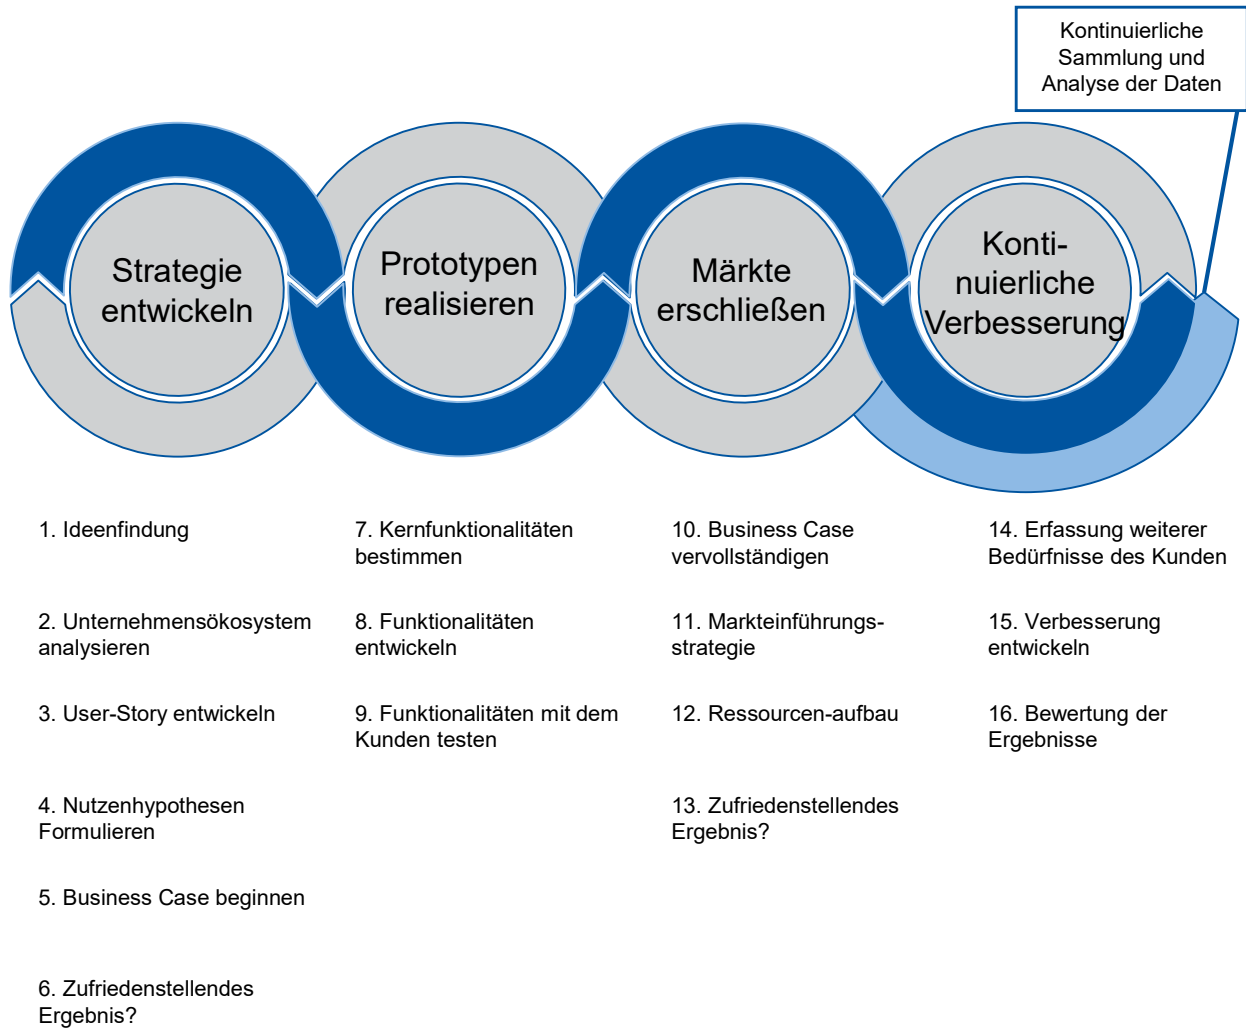 Kontinuierliche
Sammlung und
Analyse der Daten
Strategie
entwickeln
Prototypen
realisieren
Märkte
erschließen
Konti-
nuierliche
Verbesserung
1. Ideenfindung
2. Unternehmensökosystem
analysieren
3. User-Story entwickeln
4. Nutzenhypothesen
Formulieren
5. Business Case beginnen
6. Zufriedenstellendes
Ergebnis?
7. Kernfunktionalitäten
bestimmen
8. Funktionalitäten
entwickeln
9. Funktionalitäten mit dem
Kunden testen
10. Business Case
vervollständigen
11. Markteinführungs-
strategie
12. Ressourcen-aufbau
13. Zufriedenstellendes
Ergebnis?
14. Erfassung weiterer
Bedürfnisse des Kunden
15. Verbesserung
entwickeln
16. Bewertung der
Ergebnisse